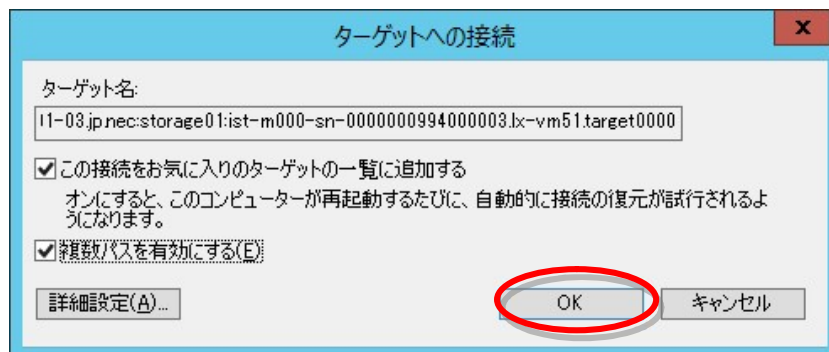 ターゲットへの接続
x
ターゲット名:
11-03.jp.nec:storage01:ist-m000-sn-0000000994000003.lx-vm51.target0000
この接続をお気に入りのターゲットの一覧に追加する
オンにすると、このコンピューターが再起動するたびに、自動的に接続の復元が試行されるよ
うになります。
複数パスを有効にする(E)
詳細設定(A)...
OK
キャンセル